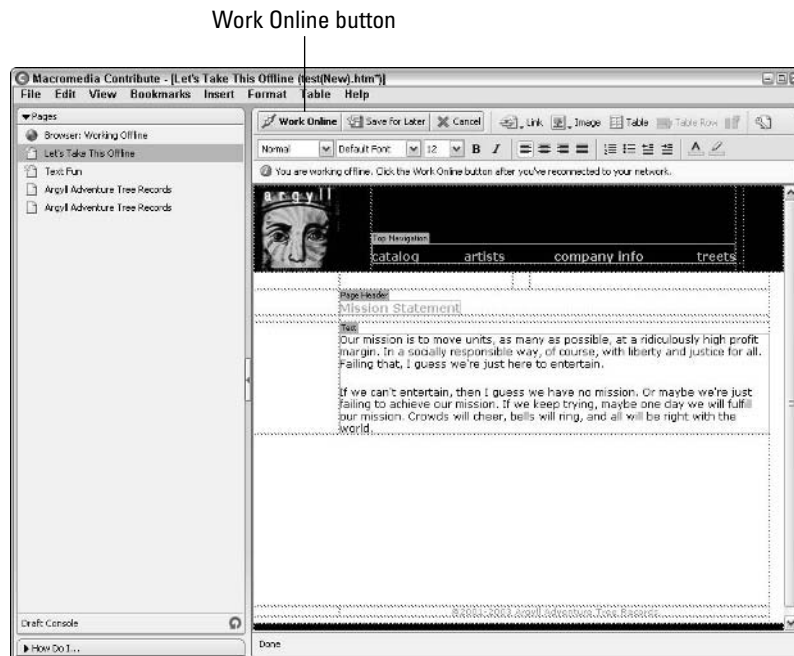 Work Online button
Macromedia Contribute - [Let's Take This Offline (test(New).htm")]
File Edit View Bookmarks Insert Format Table Help
Pages
Browser: Working Offline
Let's Take This Offline
Text Fun
Argyll Adventure Tree Records
Argyll Adventure Tree Records
Draft Console
How Do I...
Work Online Save for Later Cancel Link Image Table Table Row
Normal Default Font 12 B I A
You are working offline. Click the Work Online button after you've reconnected to your network.
argyll
Top Navigation
catalog artists company info treets
Page Header
Mission Statement
Text
Our mission is to move units, as many as possible, at a ridiculously high profit
margin. In a socially responsible way, of course, with liberty and justice for all.
Failing that, I guess we're just here to entertain.
If we can't entertain, then I guess we have no mission. Or maybe we're just
failing to achieve our mission. If we keep trying, maybe one day we will fulfill
our mission. Crowds will cheer, bells will ring, and all will be right with the
world.
©2001-2003 Argyll Adventure Tree Records
Done